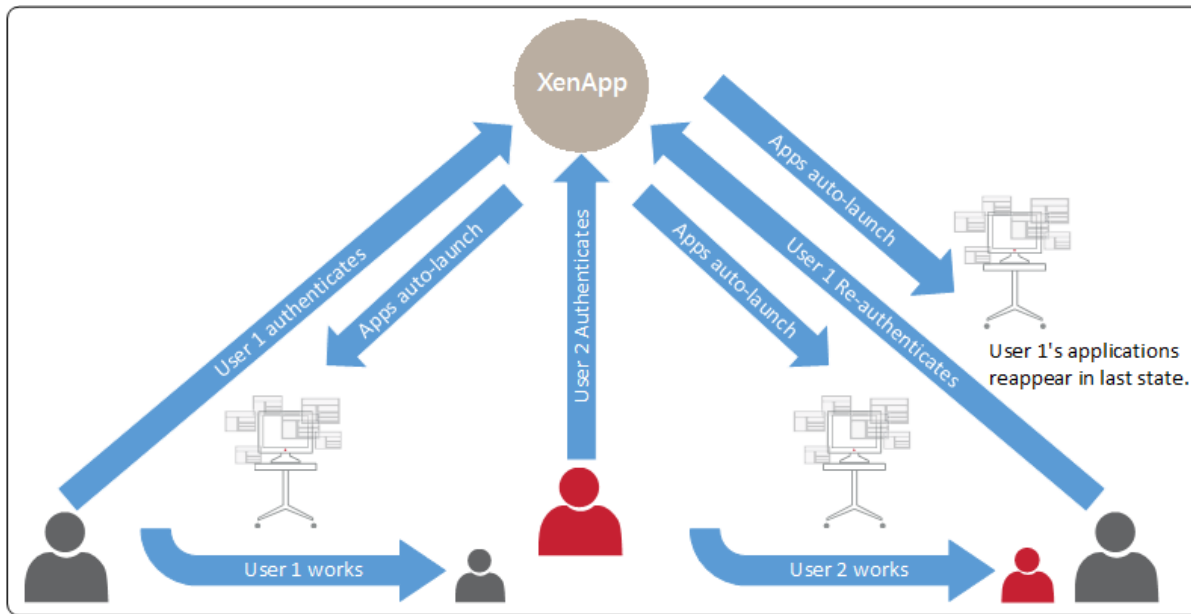 XenApp
User 1 authenticates
Apps auto-launch
User 2 Authenticates
Apps auto-launch
User 1 Re-authenticates
Apps auto-launch
User 1's applications
reappear in last state.
User 1 works
User 2 works